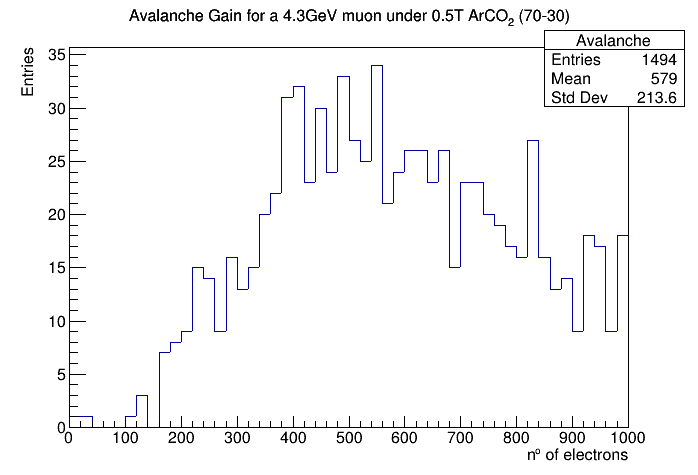 Avalanche Gain for a 4.3GeV muon under 0.5T ArCO₂ (70-30)
Avalanche
Entries 1494
Mean 579
Std Dev 213.6
Entries
35
30
25
20
15
10
5
0
0 100 200 300 400 500 600 700 800 900 1000
nº of electrons